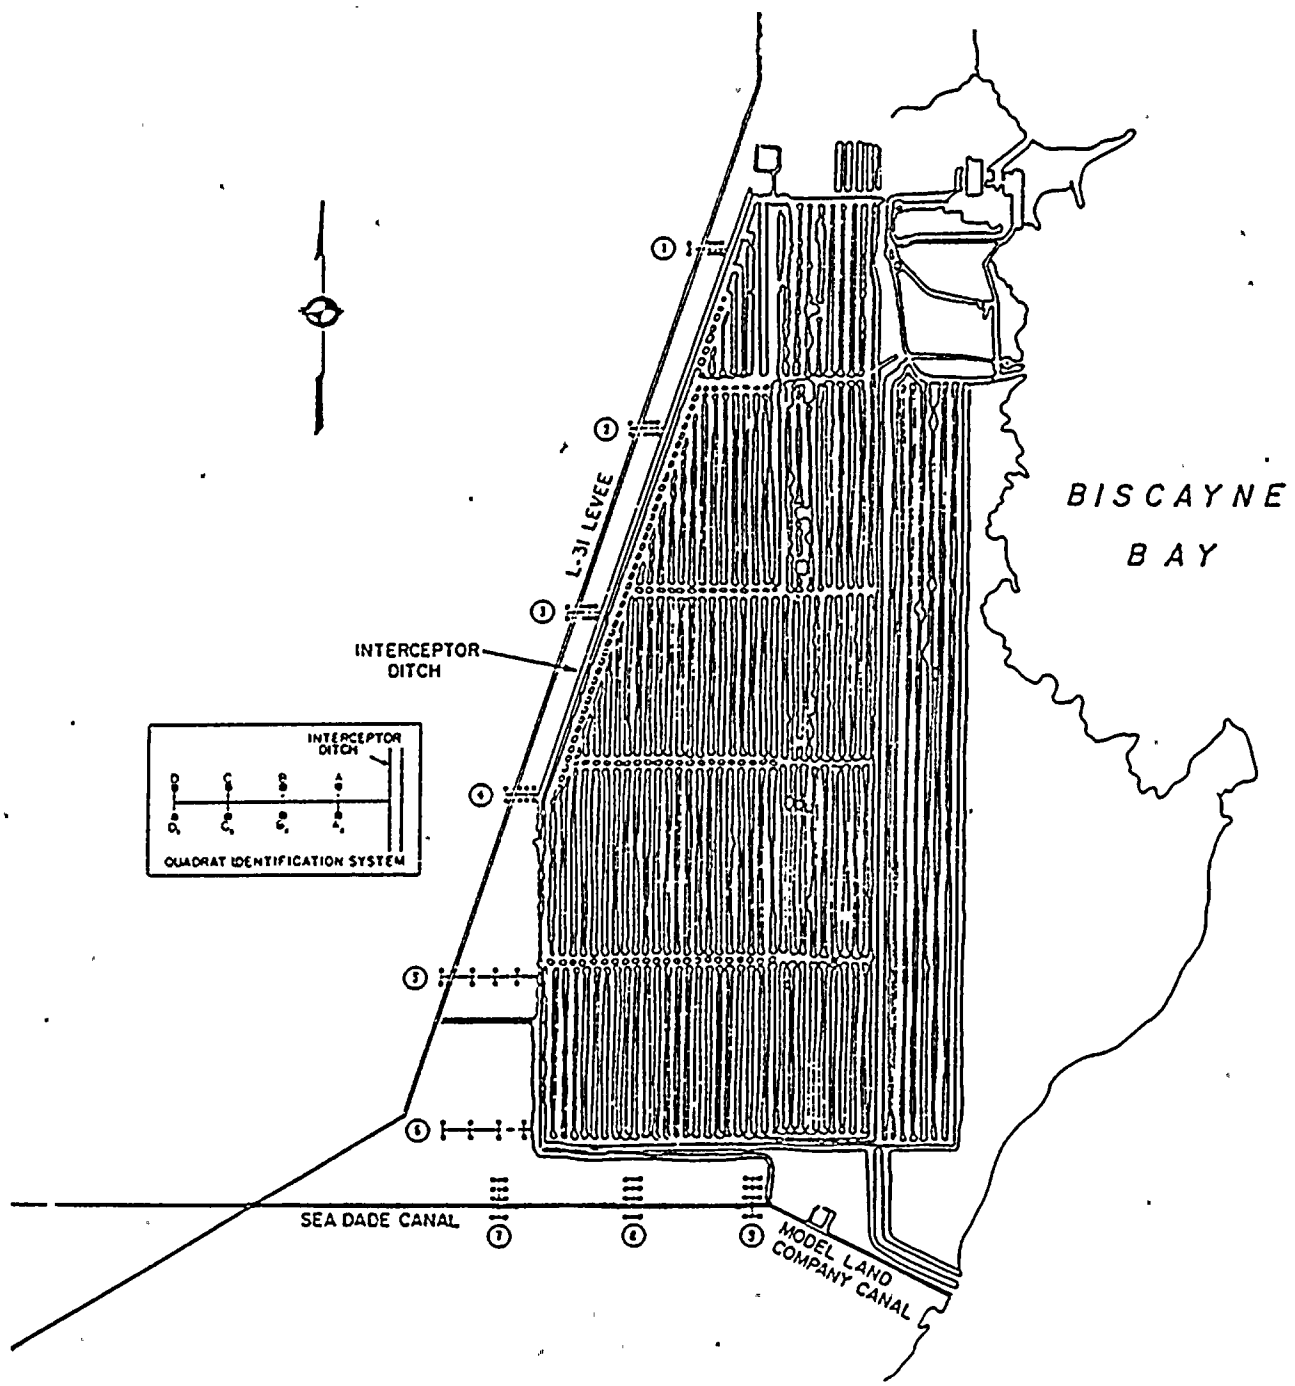 1
2
BISCAYNE
BAY
L-31 LEVEE
3
INTERCEPTOR
DITCH
INTERCEPTOR
DITCH
D C B A
QUADRAT IDENTIFICATION SYSTEM
4
5
6
SEA DADE CANAL
7 8 9
MODEL LAND
COMPANY CANAL